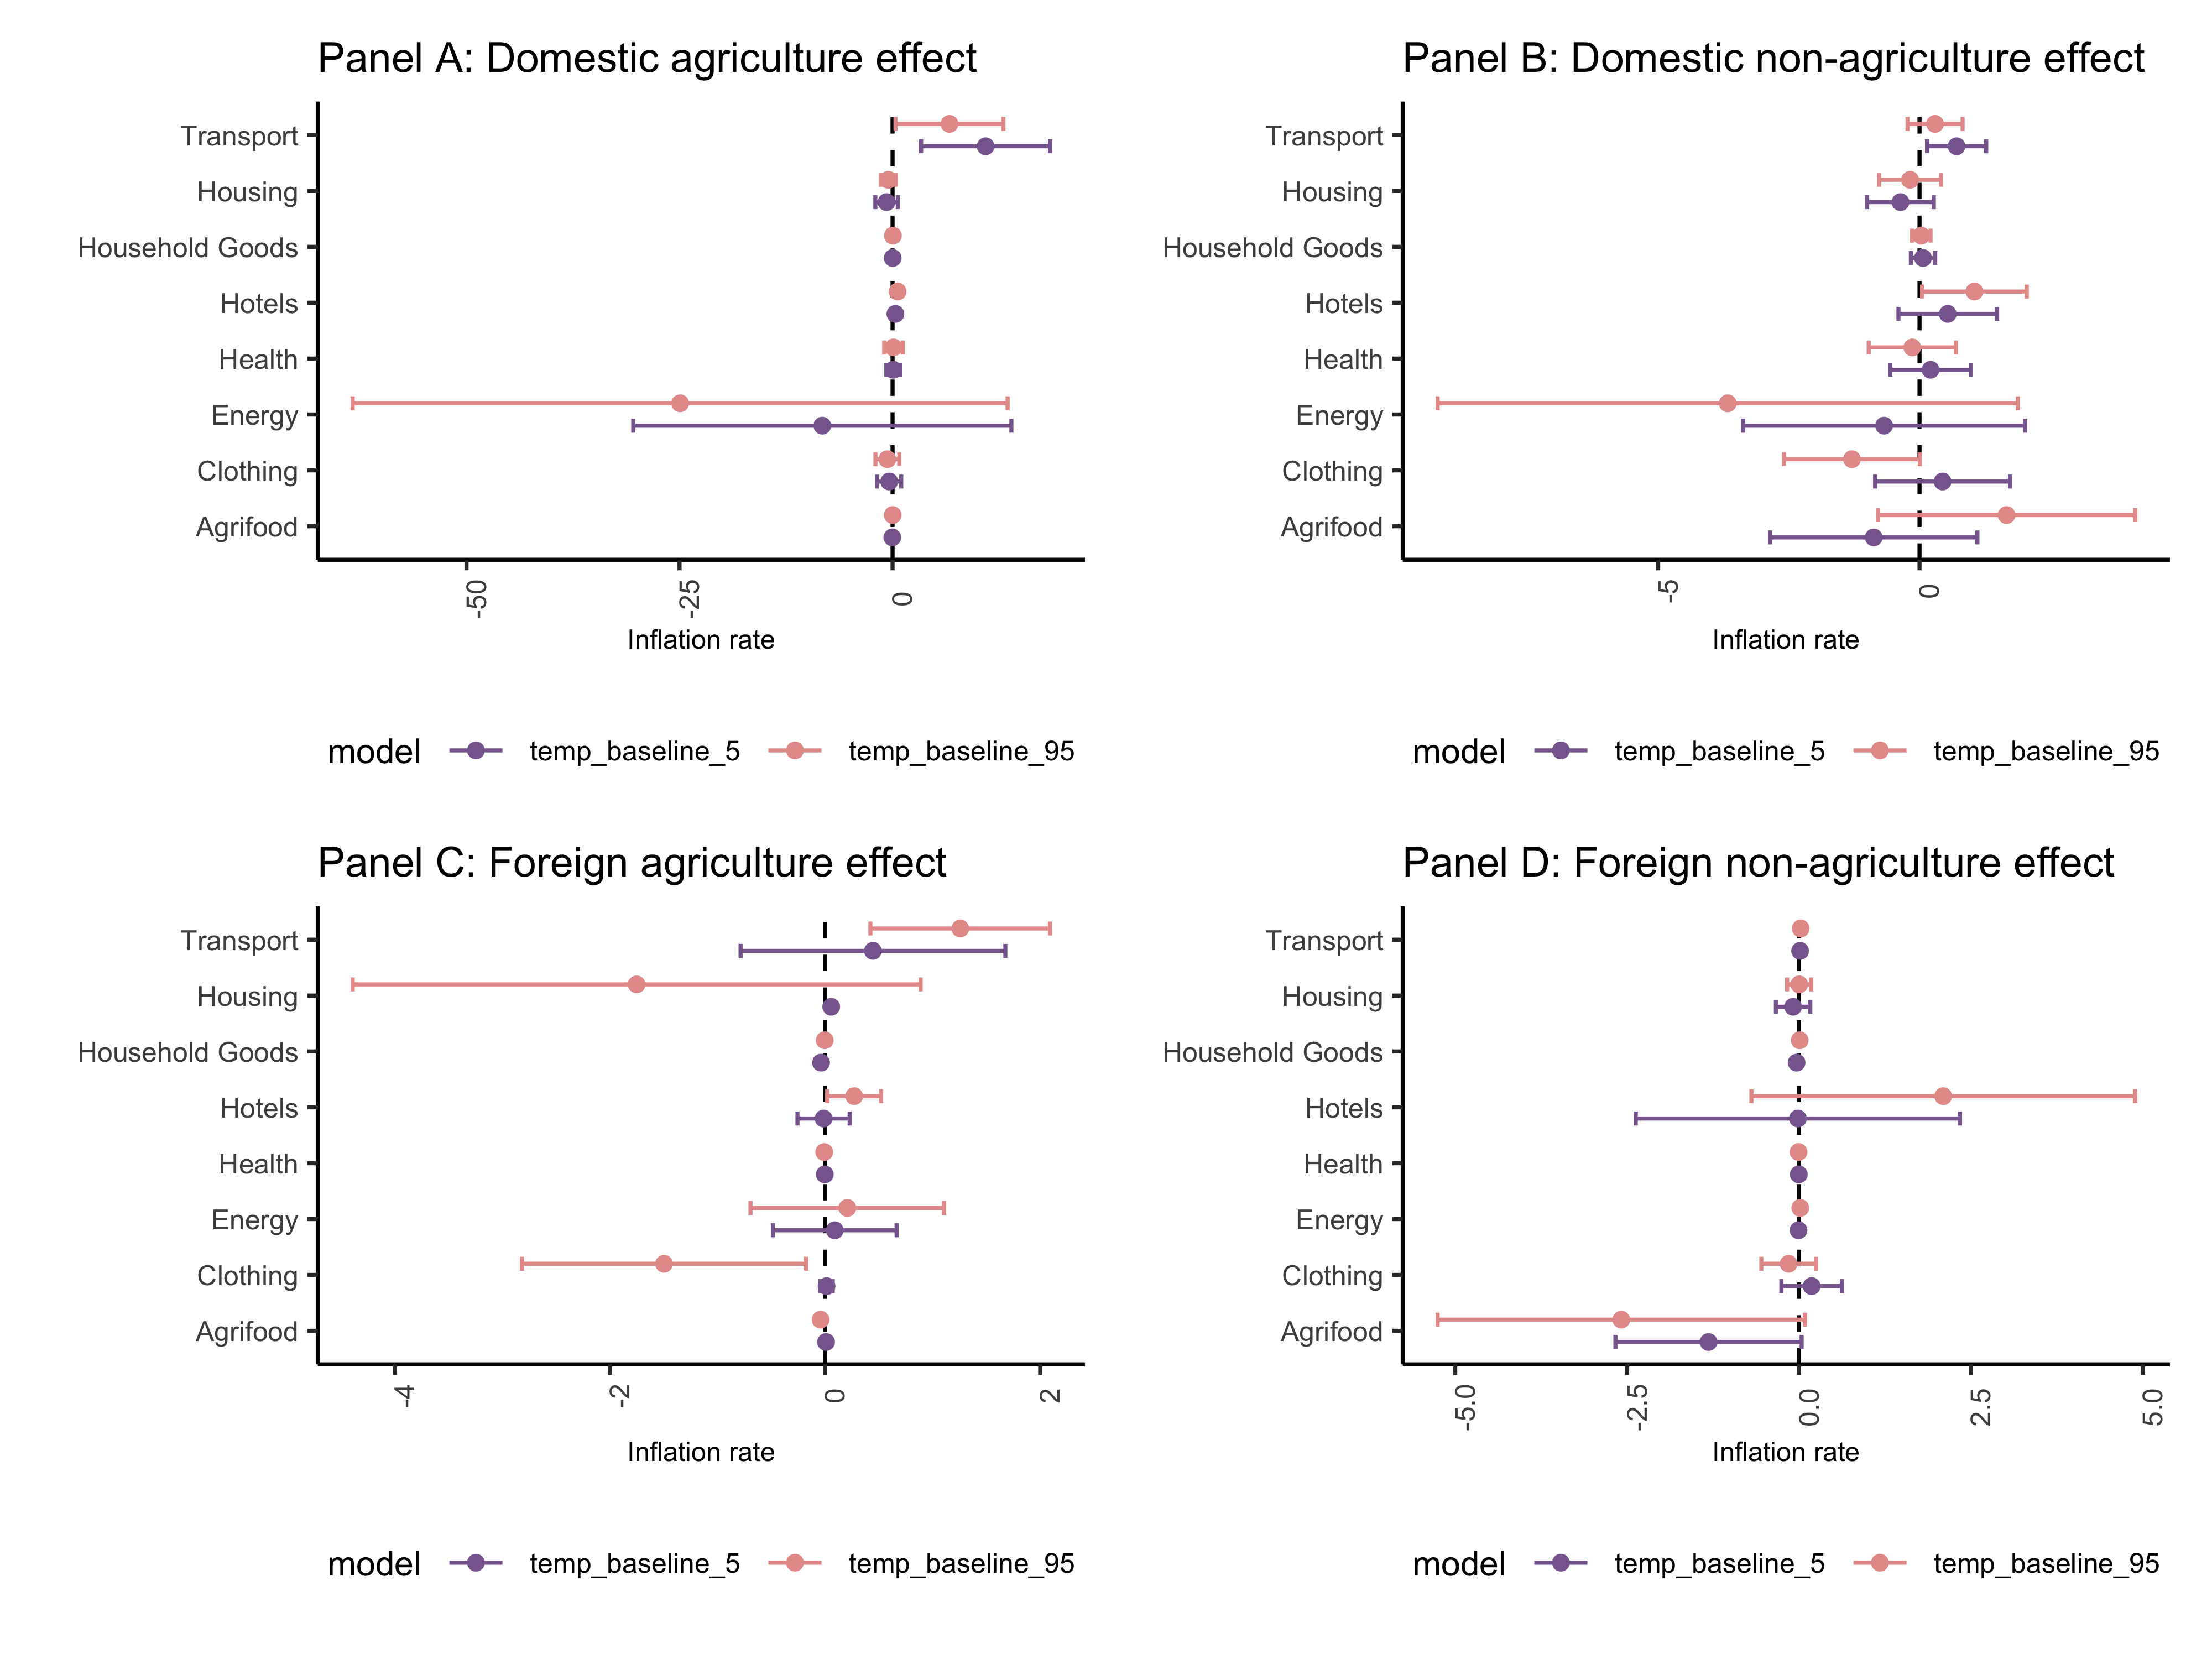 Panel A: Domestic agriculture effect
Transport
Housing
Household Goods
Hotels
Health
Energy
Clothing
Agrifood
-50
-25
0
Inflation rate
model temp_baseline_5 temp_baseline_95
Panel B: Domestic non-agriculture effect
Transport
Housing
Household Goods
Hotels
Health
Energy
Clothing
Agrifood
-5
0
Inflation rate
model temp_baseline_5 temp_baseline_95
Panel C: Foreign agriculture effect
Transport
Housing
Household Goods
Hotels
Health
Energy
Clothing
Agrifood
-4
-2
0
2
Inflation rate
model temp_baseline_5 temp_baseline_95
Panel D: Foreign non-agriculture effect
Transport
Housing
Household Goods
Hotels
Health
Energy
Clothing
Agrifood
-5.0
-2.5
0.0
2.5
5.0
Inflation rate
model temp_baseline_5 temp_baseline_95